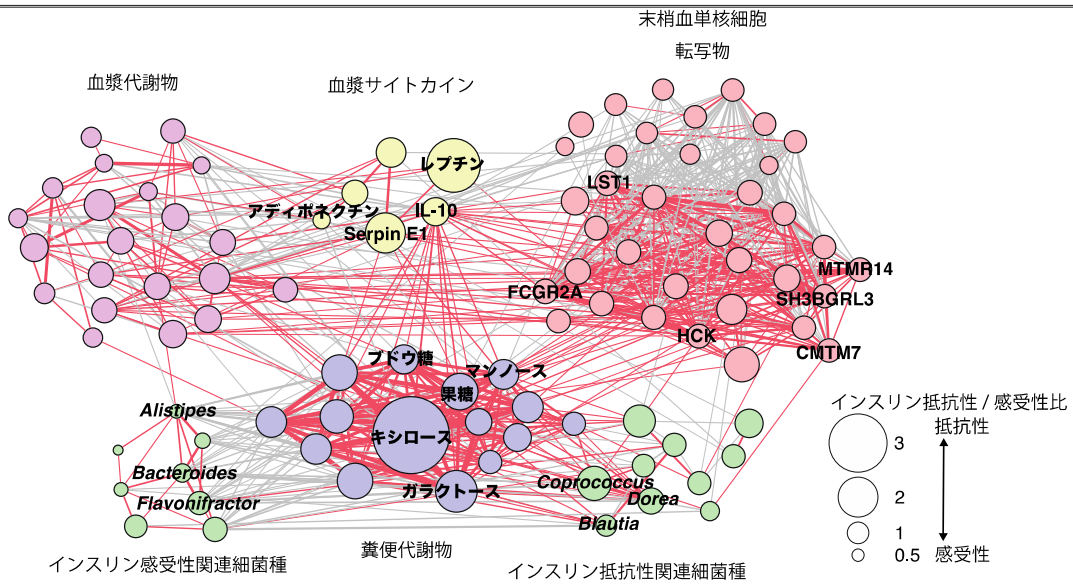 末梢血単核細胞
転写物
血漿代謝物
血漿サイトカイン
レプチン
LST1
アディポネクチン
IL-10
Serpin E1
MTMR14
FCGR2A
SH3BGRL3
HCK
CMTM7
ブドウ糖
マンノース
果糖
キシロース
ガラクトース
Alistipes
Bacteroides
Flavonifractor
Coprococcus
Dorea
Blautia
インスリン感受性関連細菌種
糞便代謝物
インスリン抵抗性関連細菌種
インスリン抵抗性 / 感受性比
抵抗性
3
2
1
0.5
感受性